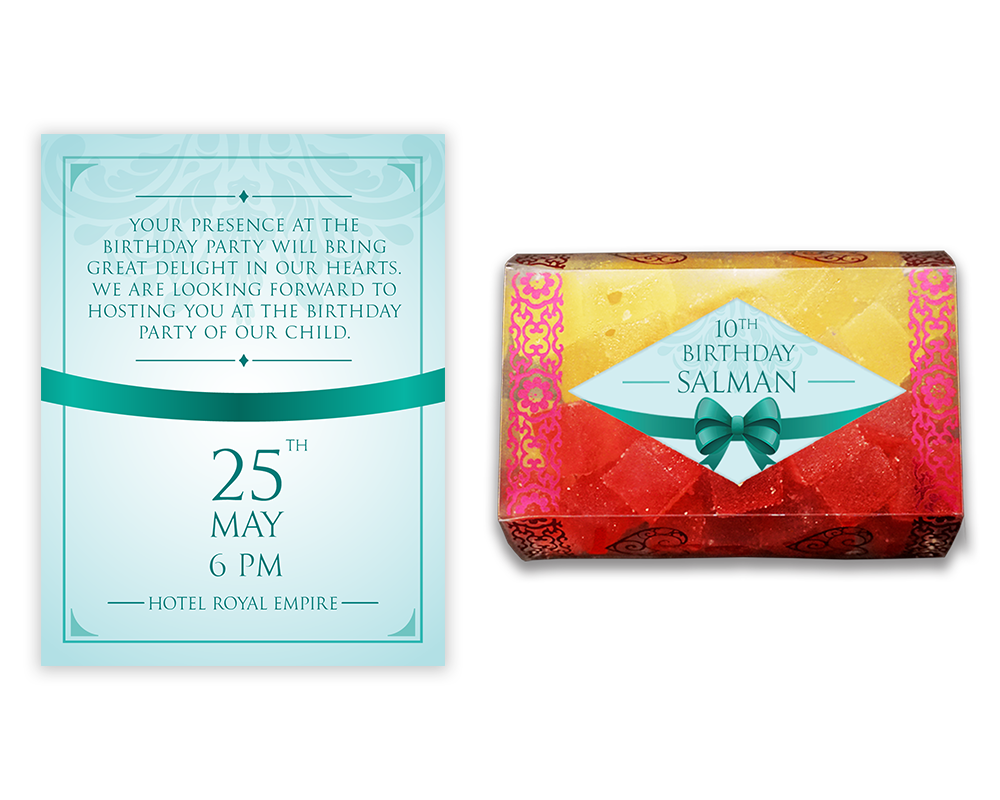 YOUR PRESENCE AT THE
BIRTHDAY PARTY WILL BRING
GREAT DELIGHT IN OUR HEARTS.
WE ARE LOOKING FORWARD TO
HOSTING YOU AT THE BIRTHDAY
PARTY OF OUR CHILD.
25TH
MAY
6 PM
HOTEL ROYAL EMPIRE
10TH
BIRTHDAY
SALMAN